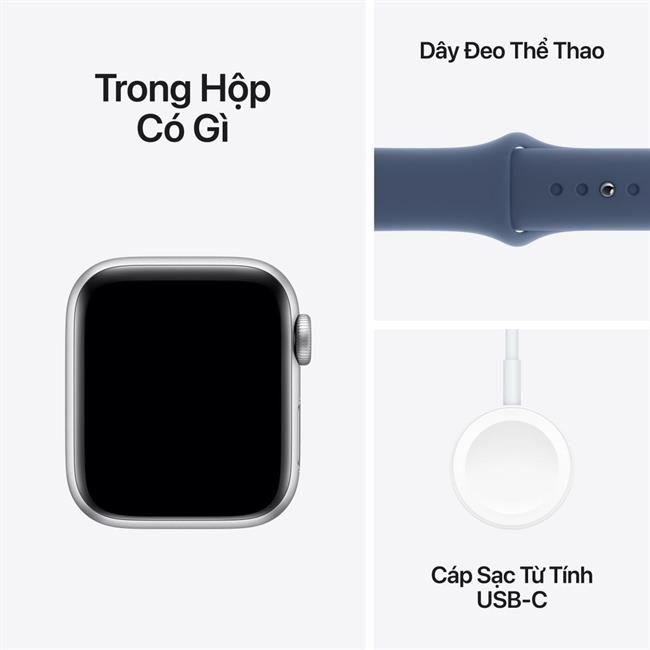 Trong Hộp
Có Gì
Dây Đeo Thể Thao
Cáp Sạc Từ Tính
USB-C